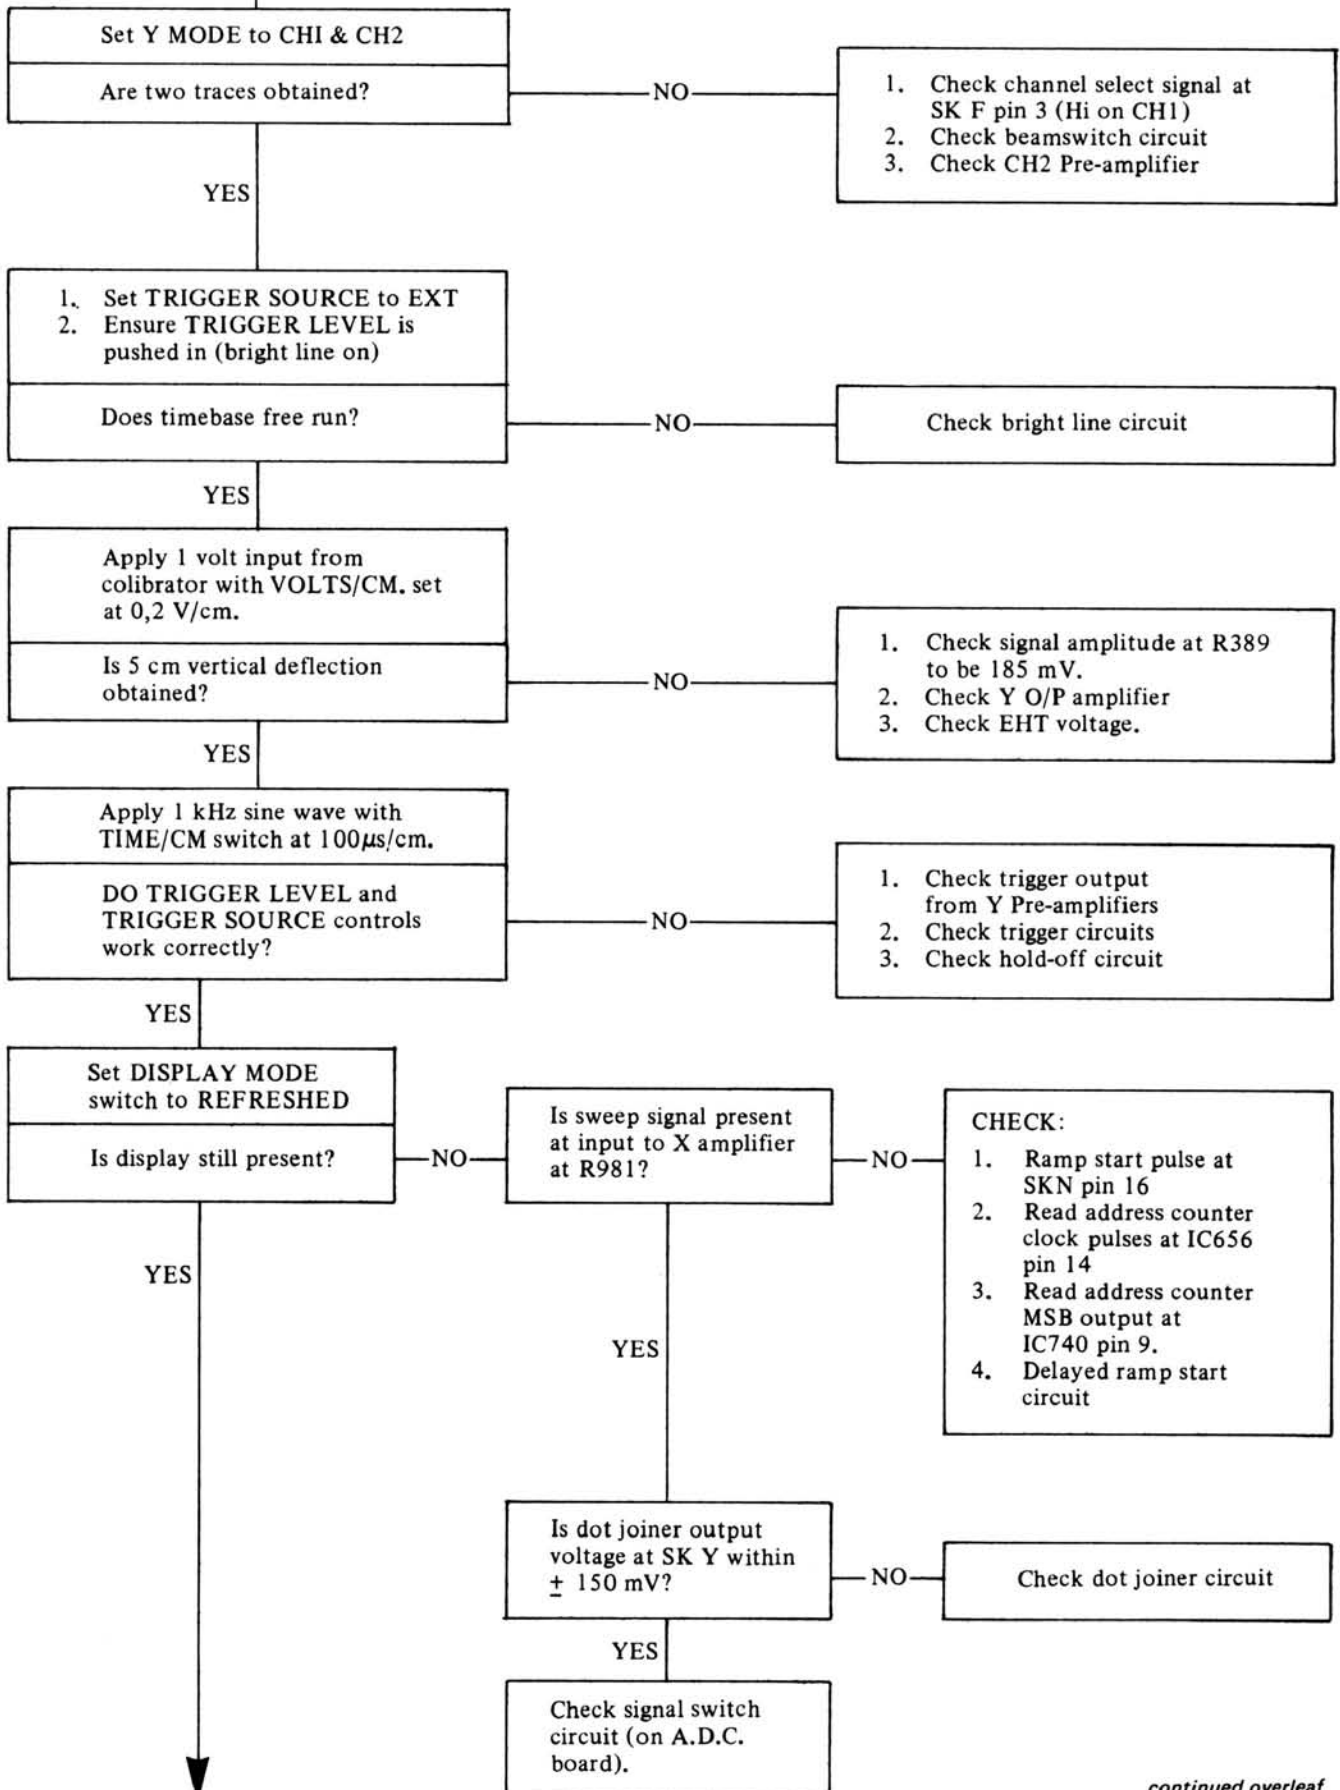 Set Y MODE to CHI & CH2
Are two traces obtained?
NO
1. Check channel select signal at
SK F pin 3 (Hi on CH1)
2. Check beamswitch circuit
3. Check CH2 Pre-amplifier
YES
1. Set TRIGGER SOURCE to EXT
2. Ensure TRIGGER LEVEL is
pushed in (bright line on)
Does timebase free run?
NO
Check bright line circuit
YES
Apply 1 volt input from
colibrator with VOLTS/CM. set
at 0,2 V/cm.
Is 5 cm vertical deflection
obtained?
NO
1. Check signal amplitude at R389
to be 185 mV.
2. Check Y O/P amplifier
3. Check EHT voltage.
YES
Apply 1 kHz sine wave with
TIME/CM switch at 100µs/cm.
DO TRIGGER LEVEL and
TRIGGER SOURCE controls
work correctly?
NO
1. Check trigger output
from Y Pre-amplifiers
2. Check trigger circuits
3. Check hold-off circuit
YES
Set DISPLAY MODE
switch to REFRESHED
Is display still present?
NO
Is sweep signal present
at input to X amplifier
at R981?
NO
CHECK:
1. Ramp start pulse at
SKN pin 16
2. Read address counter
clock pulses at IC656
pin 14
3. Read address counter
MSB output at
IC740 pin 9.
4. Delayed ramp start
circuit
YES
YES
Is dot joiner output
voltage at SK Y within
± 150 mV?
NO
Check dot joiner circuit
YES
Check signal switch
circuit (on A.D.C.
board).
continued overleaf